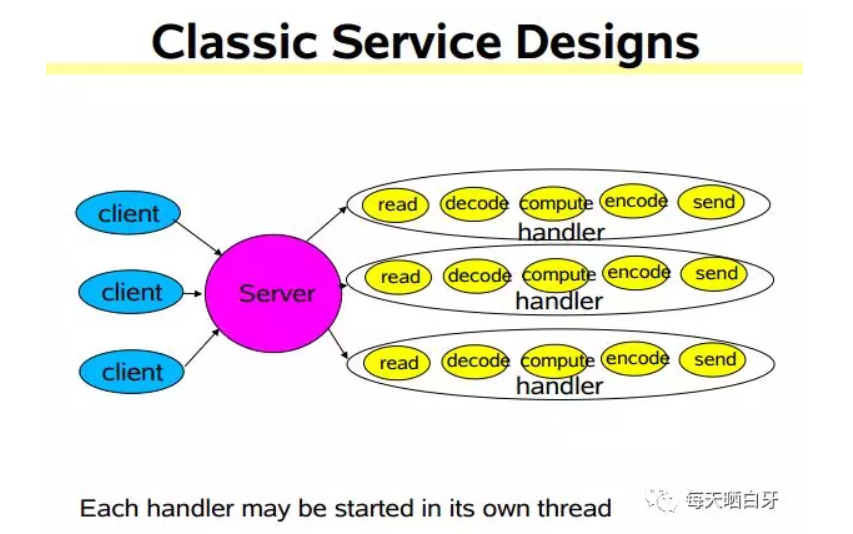 Classic Service Designs
client
client
client
Server
read decode compute encode send
handler
read decode compute encode send
handler
read decode compute encode send
handler
Each handler may be started in its own thread
每天晒白牙